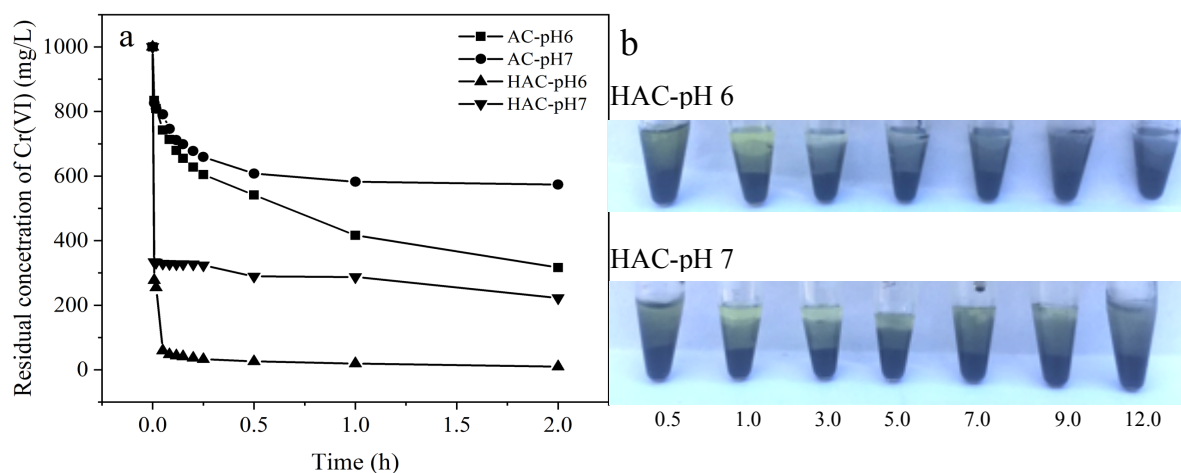 a
1000
800
600
400
200
0
Residual concetration of Cr(VI) (mg/L)
AC-pH6
AC-pH7
HAC-pH6
HAC-pH7
0.0 0.5 1.0 2.0
Time (h)
b
HAC-pH 6
HAC-pH 7
0.5 1.0 3.0 5.0 7.0 9.0 12.0